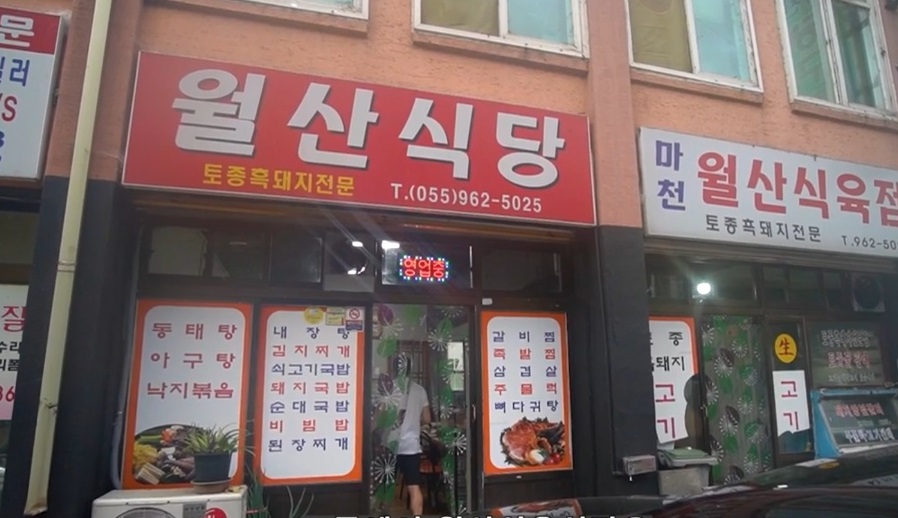 문
월산식당
토종흑돼지전문
T.(055)962-5025
마천
월산식육점
토종흑돼지전문
영업중
동태탕
아구탕
낙지볶음
내장탕
김치찌개
쇠고기국밥
돼지국밥
순대국밥
비빔밥
된장찌개
갈비찜
족발찜
삼겹살
주물럭
뼈다귀탕
종
고기
生
고기